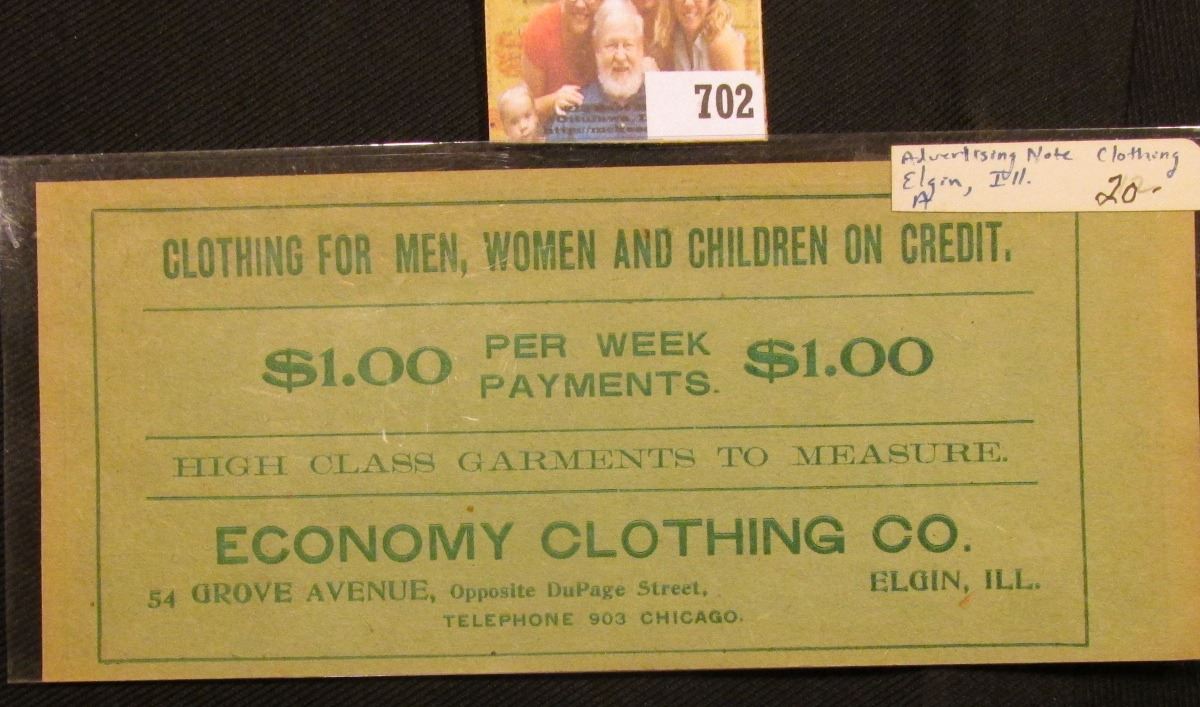 702
Advertising Note Clothing
Elgin, Ill.
A
20.-
CLOTHING FOR MEN, WOMEN AND CHILDREN ON CREDIT.
$1.00 PER WEEK PAYMENTS. $1.00
HIGH CLASS GARMENTS TO MEASURE.
ECONOMY CLOTHING CO.
54 GROVE AVENUE, Opposite DuPage Street, ELGIN, ILL.
TELEPHONE 903 CHICAGO.